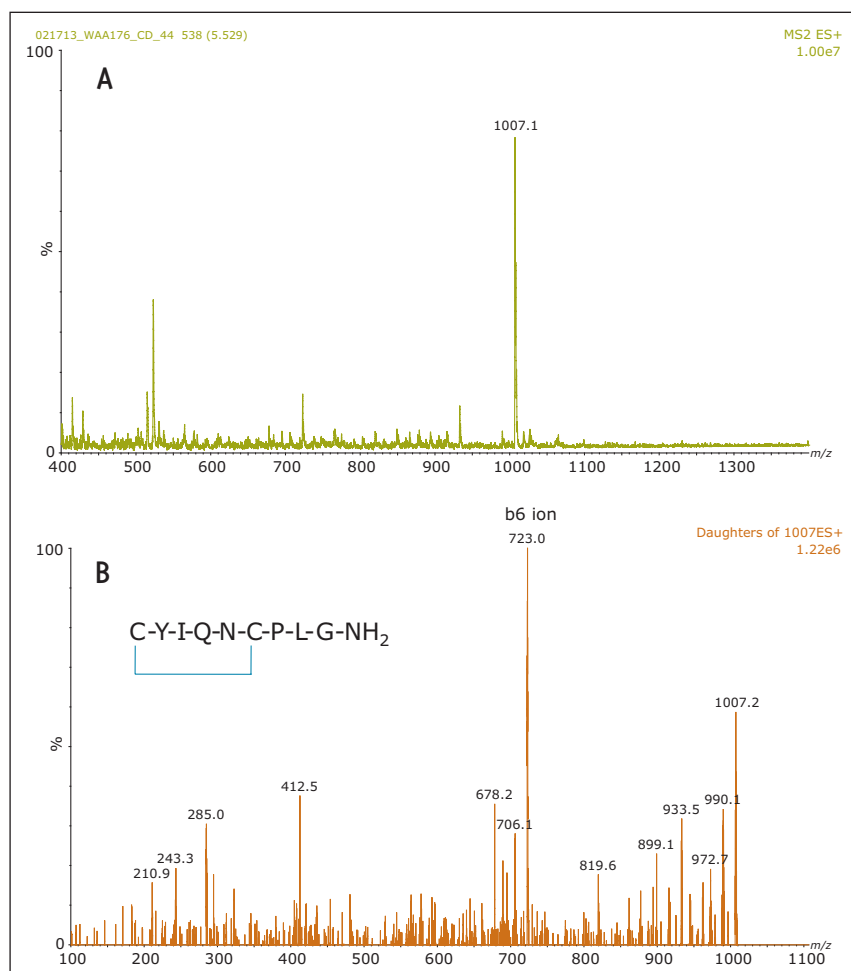 021713_WAA176_CD_44 538 (5.529)
MS2 ES+
1.00e7
100
A
1007.1
%
0
400 500 600 700 800 900 1000 1100 1200 1300
m/z
b6 ion
Daughters of 1007ES+
1.22e6
100
723.0
B
C-Y-I-Q-N-C-P-L-G-NH₂
1007.2
%
412.5
678.2
285.0
706.1
933.5
990.1
899.1
972.7
243.3
819.6
210.9
0
100 200 300 400 500 600 700 800 900 1000 1100
m/z